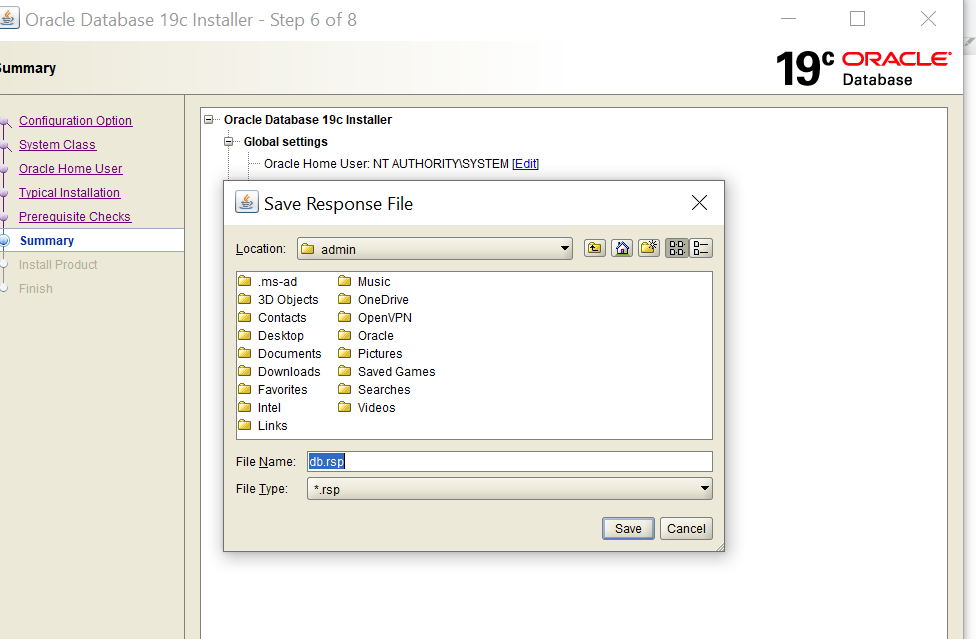 Oracle Database 19c Installer - Step 6 of 8
Summary
19c ORACLE
Database
Configuration Option
System Class
Oracle Home User
Typical Installation
Prerequisite Checks
Summary
Install Product
Finish
Oracle Database 19c Installer
Global settings
Oracle Home User: NT AUTHORITY\SYSTEM [Edit]
Save Response File
Location: admin
.ms-ad
3D Objects
Contacts
Desktop
Documents
Downloads
Favorites
Intel
Links
Music
OneDrive
OpenVPN
Oracle
Pictures
Saved Games
Searches
Videos
File Name: db.rsp
File Type: *.rsp
Save Cancel